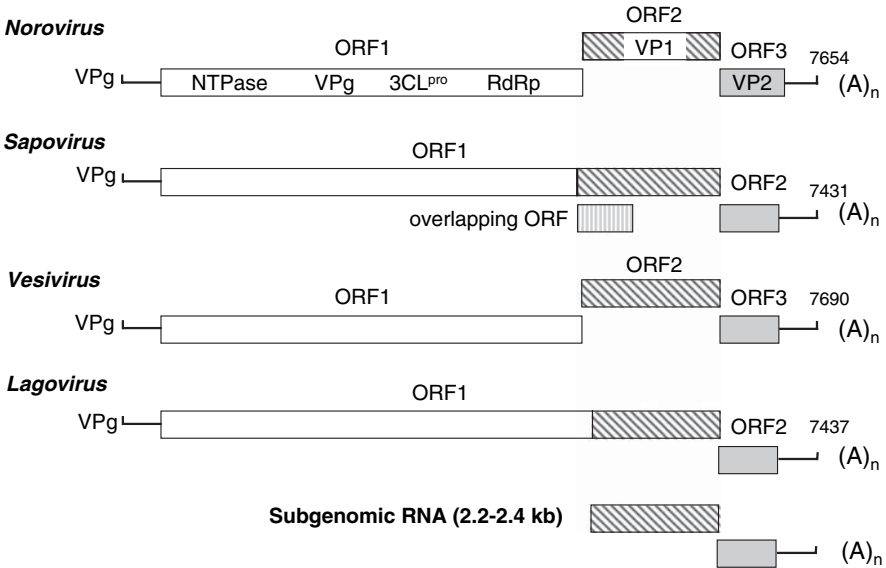 ORF2
Norovirus
ORF1
VP1
ORF3
7654
VPg
NTPase VPg 3CLpro RdRp
VP2
(A)n
Sapovirus
ORF1
VPg
ORF2
7431
overlapping ORF
(A)n
Vesivirus
ORF2
ORF1
ORF3
7690
VPg
(A)n
Lagovirus
ORF1
VPg
ORF2
7437
(A)n
Subgenomic RNA (2.2-2.4 kb)
(A)n